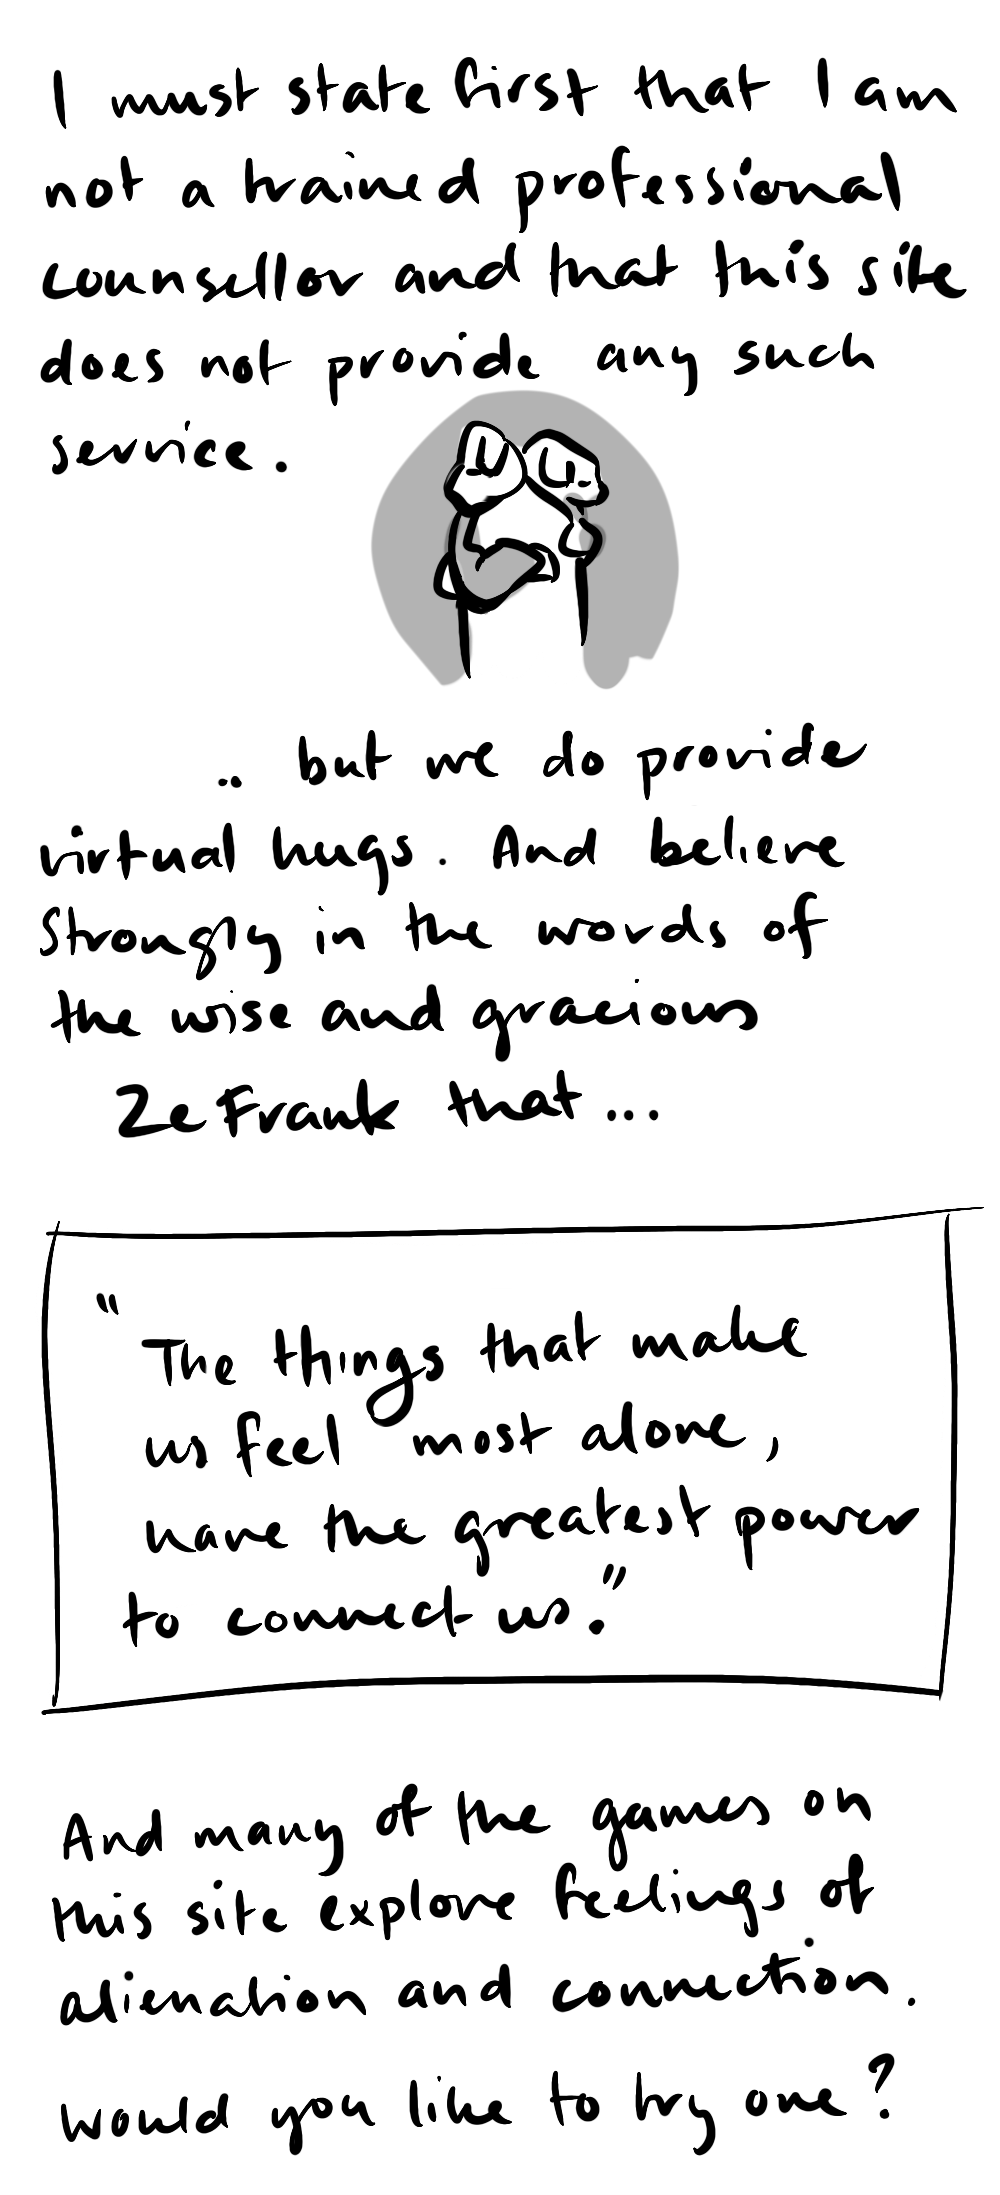 I must state first that I am
not a trained professional
counsellor and that this site
does not provide any such
service.
.. but we do provide
virtual hugs. And believe
Strongly in the words of
the wise and gracious
Ze Frank that...
"The things that make
us feel most alone,
have the greatest power
to connect us."
And many of the games on
this site explore feelings of
alienation and connection.
would you like to try one?